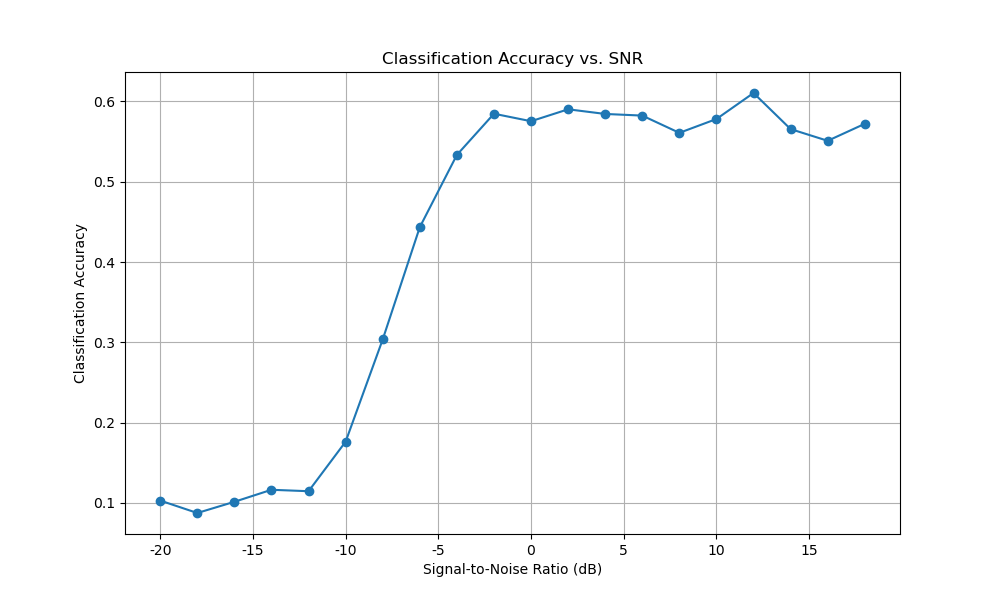 Classification Accuracy vs. SNR
Classification Accuracy
0.6
0.5
0.4
0.3
0.2
0.1
-20 -15 -10 -5 0 5 10 15
Signal-to-Noise Ratio (dB)